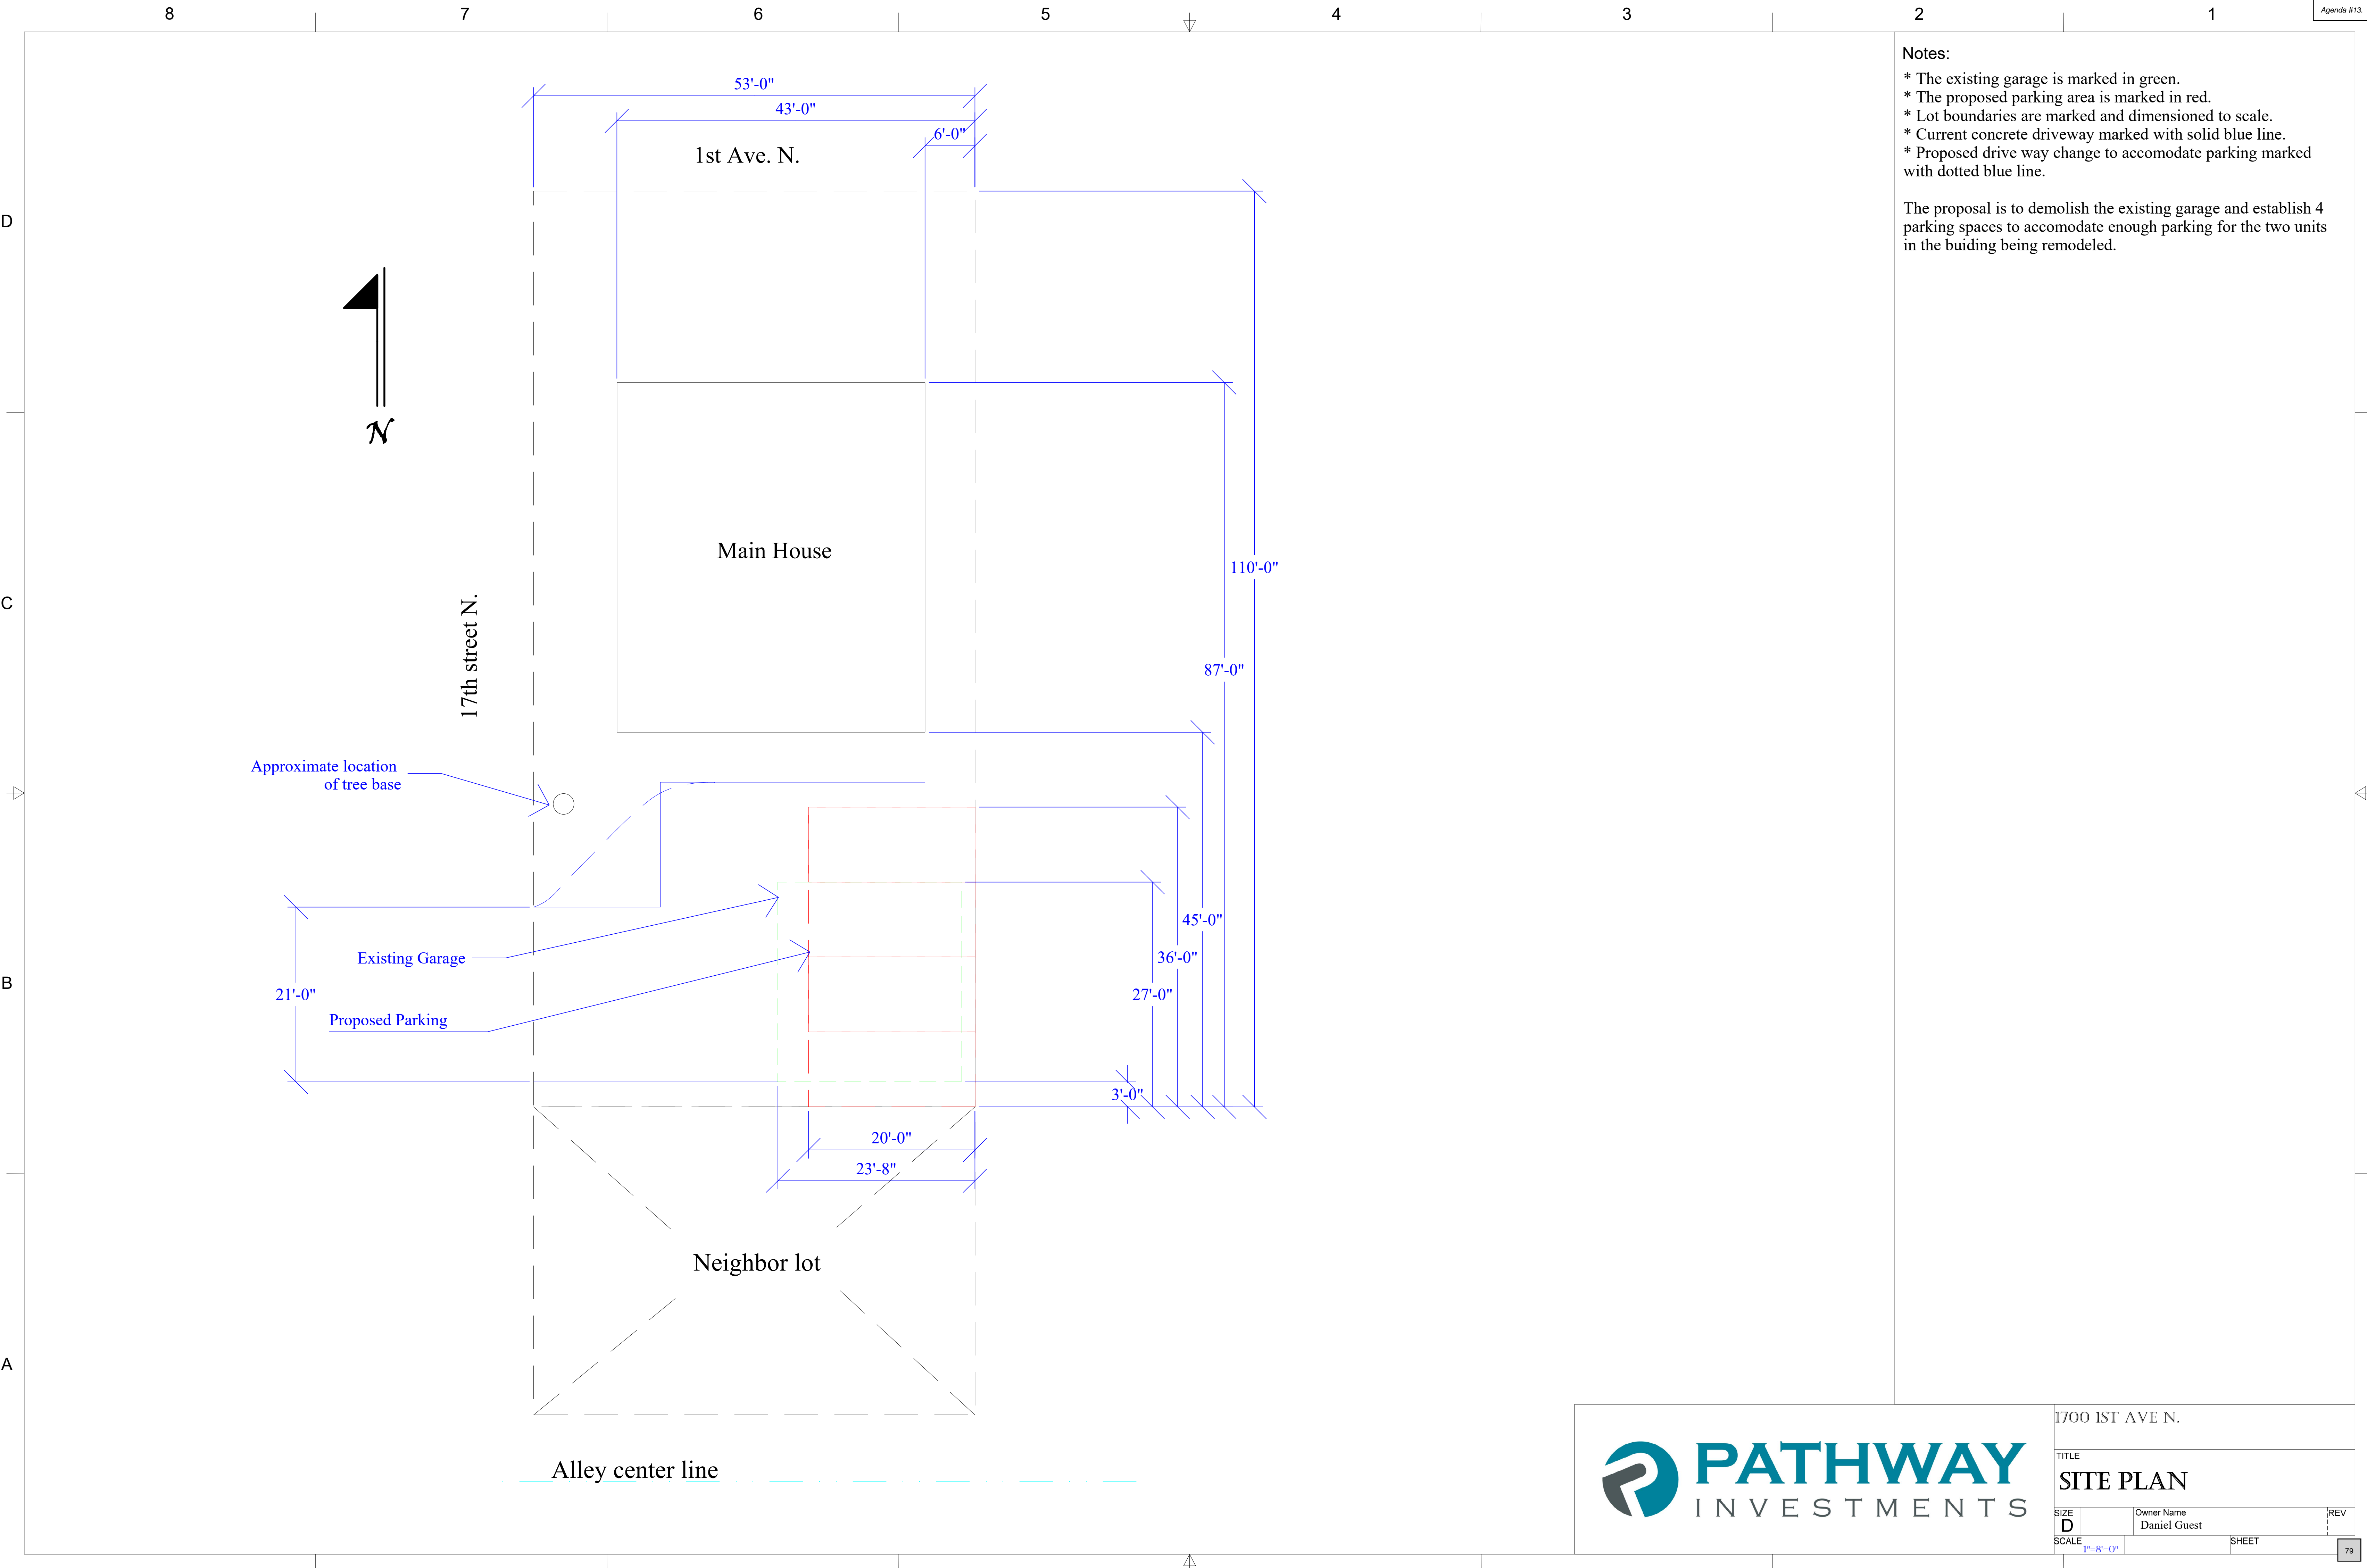 8 7 6 5 4 3 2 1
Agenda #13.
Notes:
* The existing garage is marked in green.
* The proposed parking area is marked in red.
* Lot boundaries are marked and dimensioned to scale.
* Current concrete driveway marked with solid blue line.
* Proposed drive way change to accomodate parking marked
with dotted blue line.
The proposal is to demolish the existing garage and establish 4
parking spaces to accomodate enough parking for the two units
in the buiding being remodeled.
53'-0"
43'-0"
6'-0"
1st Ave. N.
D
N
Main House
110'-0"
C
17th street N.
87'-0"
Approximate location
of tree base
45'-0"
Existing Garage
36'-0"
B
21'-0"
27'-0"
Proposed Parking
3'-0"
20'-0"
23'-8"
Neighbor lot
A
Alley center line
PATHWAY
INVESTMENTS
1700 1ST AVE N.
TITLE
SITE PLAN
SIZE
D
Owner Name
Daniel Guest
REV
SCALE
1"=8'-0"
SHEET
79